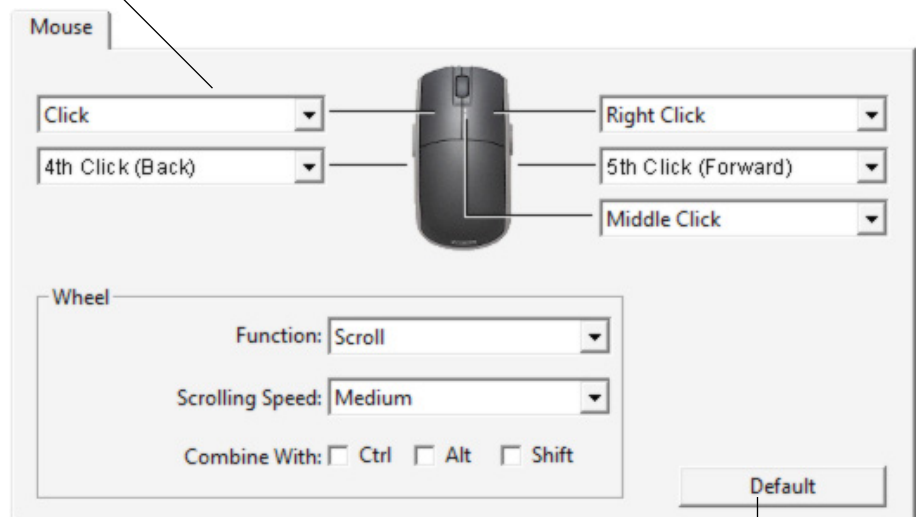 Mouse
Click
Right Click
4th Click (Back)
5th Click (Forward)
Middle Click
Wheel
Function: Scroll
Scrolling Speed: Medium
Combine With: Ctrl Alt Shift
Default